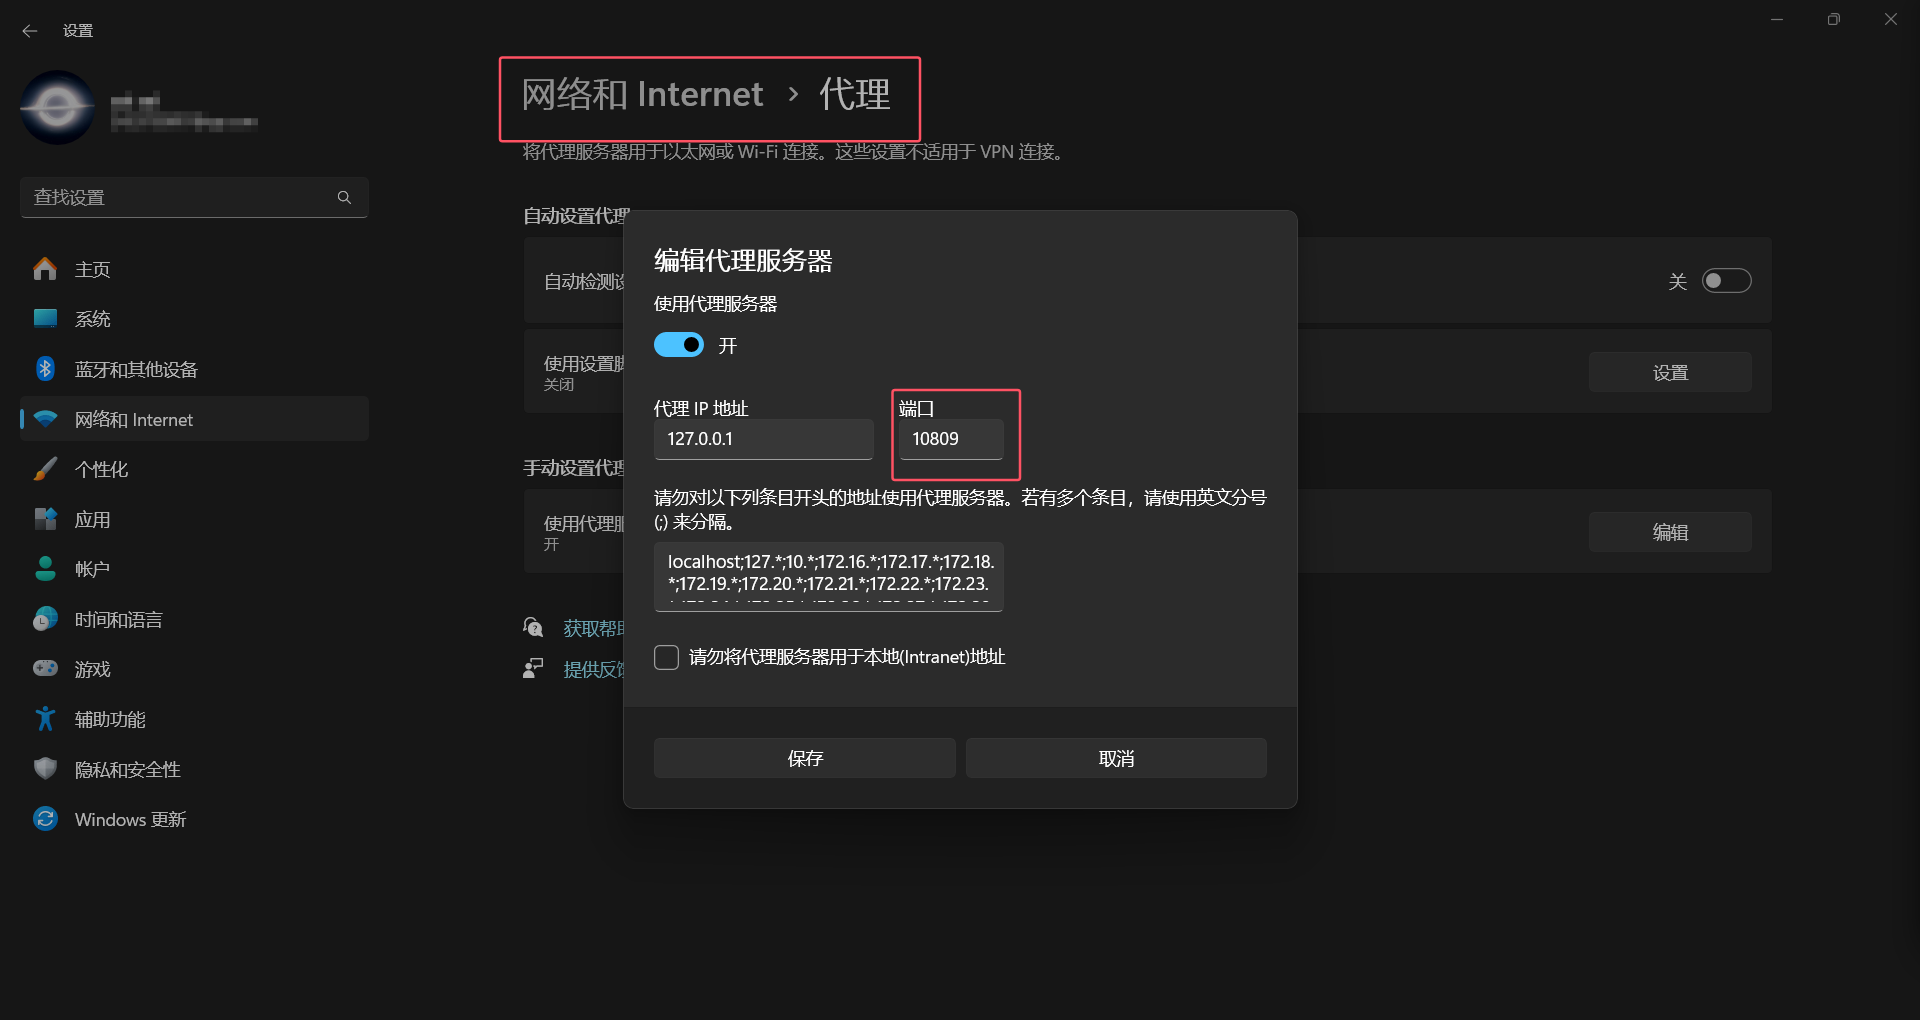 设置
网络和 Internet › 代理
将代理服务器用于以太网或 Wi-Fi 连接。这些设置不适用于 VPN 连接。
查找设置
主页
系统
蓝牙和其他设备
网络和 Internet
个性化
应用
帐户
时间和语言
游戏
辅助功能
隐私和安全性
Windows 更新
自动设置代理
自动检测设
关
使用设置脚
关闭
设置
手动设置代理
使用代理服
开
编辑
获取帮助
提供反馈
编辑代理服务器
使用代理服务器
开
代理 IP 地址
端口
127.0.0.1
10809
请勿对以下列条目开头的地址使用代理服务器。若有多个条目，请使用英文分号
(;) 来分隔。
localhost;127.*;10.*;172.16.*;172.17.*;172.18.
*;172.19.*;172.20.*;172.21.*;172.22.*;172.23.
请勿将代理服务器用于本地(Intranet)地址
保存
取消